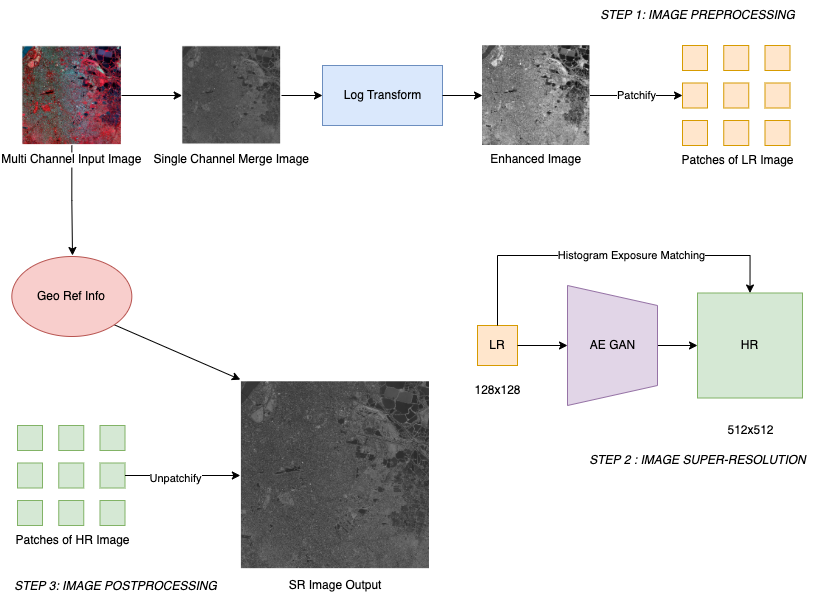 STEP 1: IMAGE PREPROCESSING
Log Transform
Patchify
Multi Channel Input Image
Single Channel Merge Image
Enhanced Image
Patches of LR Image
Histogram Exposure Matching
Geo Ref Info
LR
AE GAN
HR
128x128
512x512
STEP 2 : IMAGE SUPER-RESOLUTION
Unpatchify
Patches of HR Image
STEP 3: IMAGE POSTPROCESSING
SR Image Output